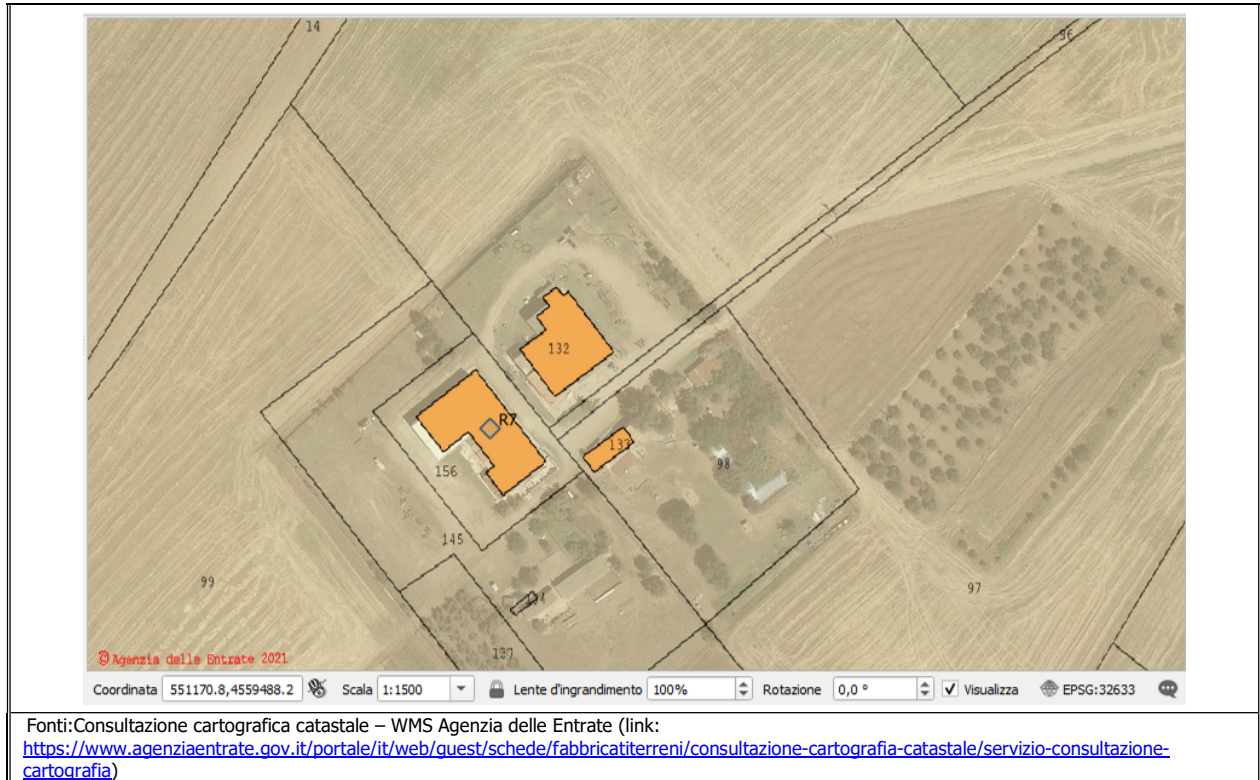 14
96
132
R7
133
98
156
145
99
97
137
© Agenzia delle Entrate 2021
Coordinata 551170.8,4559488.2 Scala 1:1500 Lente d'ingrandimento 100% Rotazione 0,0 ° Visualizza EPSG:32633
Fonti:Consultazione cartografica catastale – WMS Agenzia delle Entrate (link:
https://www.agenziaentrate.gov.it/portale/it/web/guest/schede/fabbricatiterreni/consultazione-cartografia-catastale/servizio-consultazione-
cartografia)